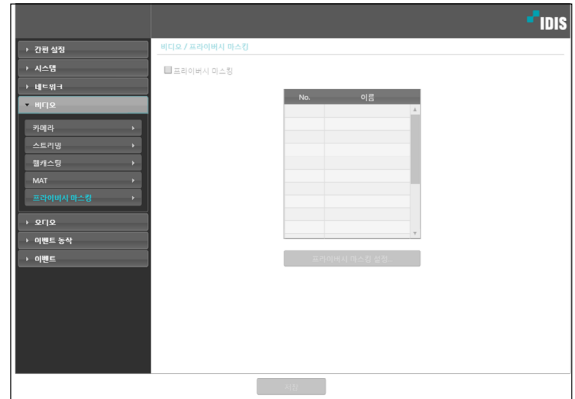 IDIS
간편 설정
시스템
네트워크
비디오
카메라
스트리밍
웹캐스팅
MAT
프라이버시 마스킹
오디오
이벤트 동작
이벤트
비디오 / 프라이버시 마스킹
프라이버시 마스킹
No. 이름
프라이버시 마스킹 설정